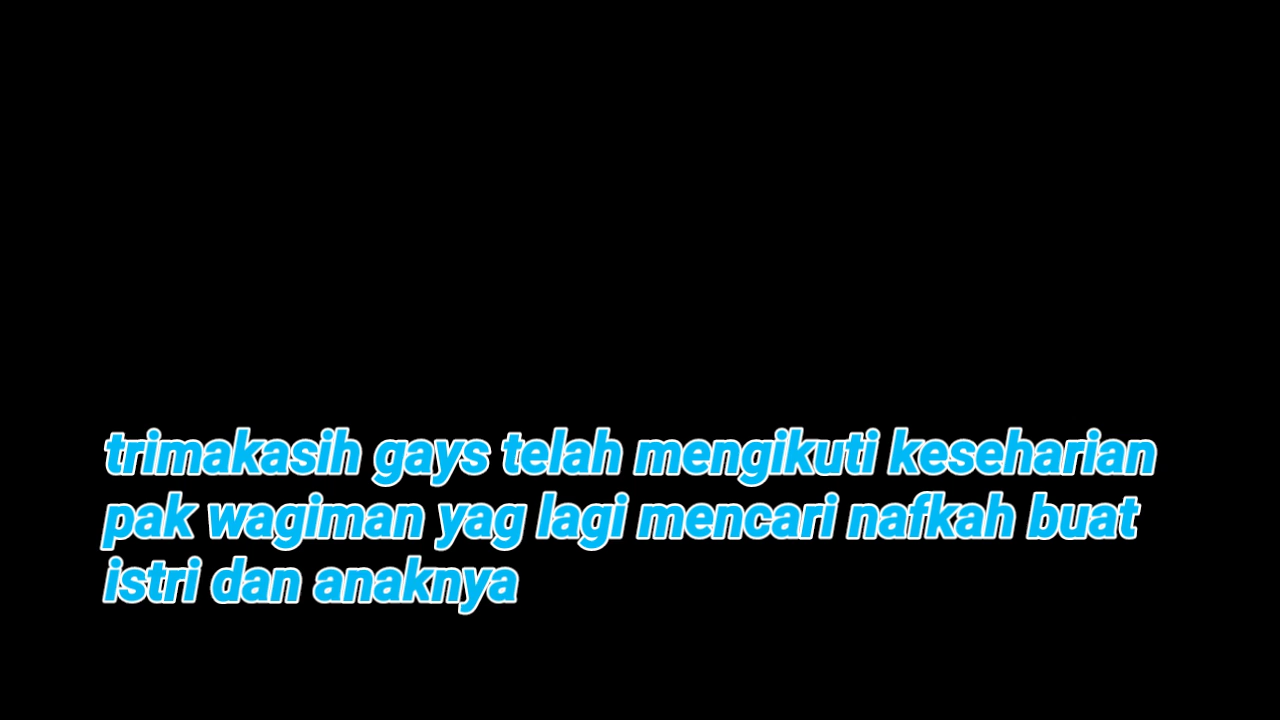 trimakasih gays telah mengikuti keseharian
pak wagiman yag lagi mencari nafkah buat
istri dan anaknya